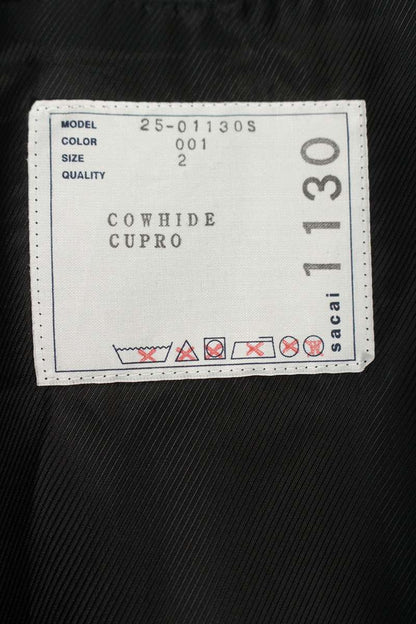 MODEL 25-01130S
COLOR 001
SIZE 2
QUALITY
COWHIDE
CUPRO
sacai 1130